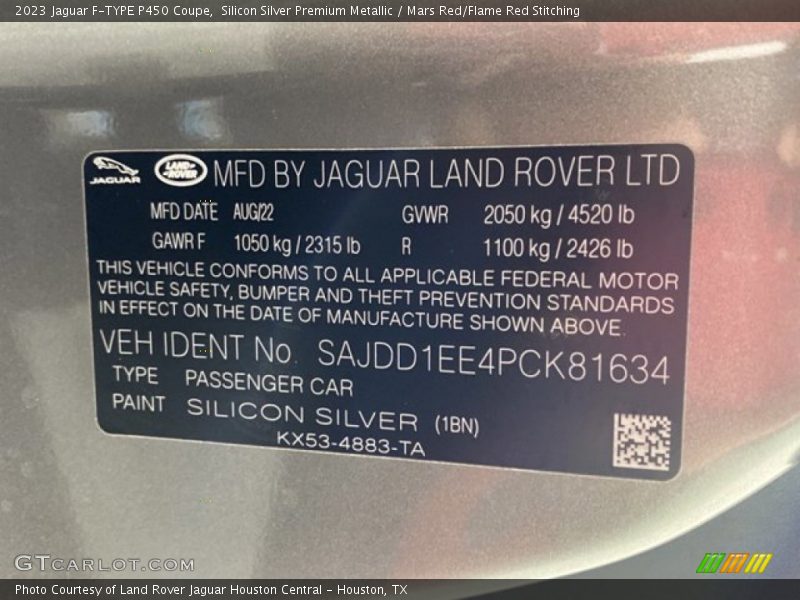 2023 Jaguar F-TYPE P450 Coupe,  Silicon Silver Premium Metallic / Mars Red/Flame Red Stitching
JAGUAR LAND-ROVER MFD BY JAGUAR LAND ROVER LTD
MFD DATE AUG/22 GVWR 2050 kg / 4520 lb
GAWR F 1050 kg / 2315 lb R 1100 kg / 2426 lb
THIS VEHICLE CONFORMS TO ALL APPLICABLE FEDERAL MOTOR
VEHICLE SAFETY, BUMPER AND THEFT PREVENTION STANDARDS
IN EFFECT ON THE DATE OF MANUFACTURE SHOWN ABOVE.
VEH IDENT No. SAJDD1EE4PCK81634
TYPE PASSENGER CAR
PAINT SILICON SILVER (1BN)
KX53-4883-TA
GTCARLOT.COM
Photo Courtesy of Land Rover Jaguar Houston Central - Houston, TX